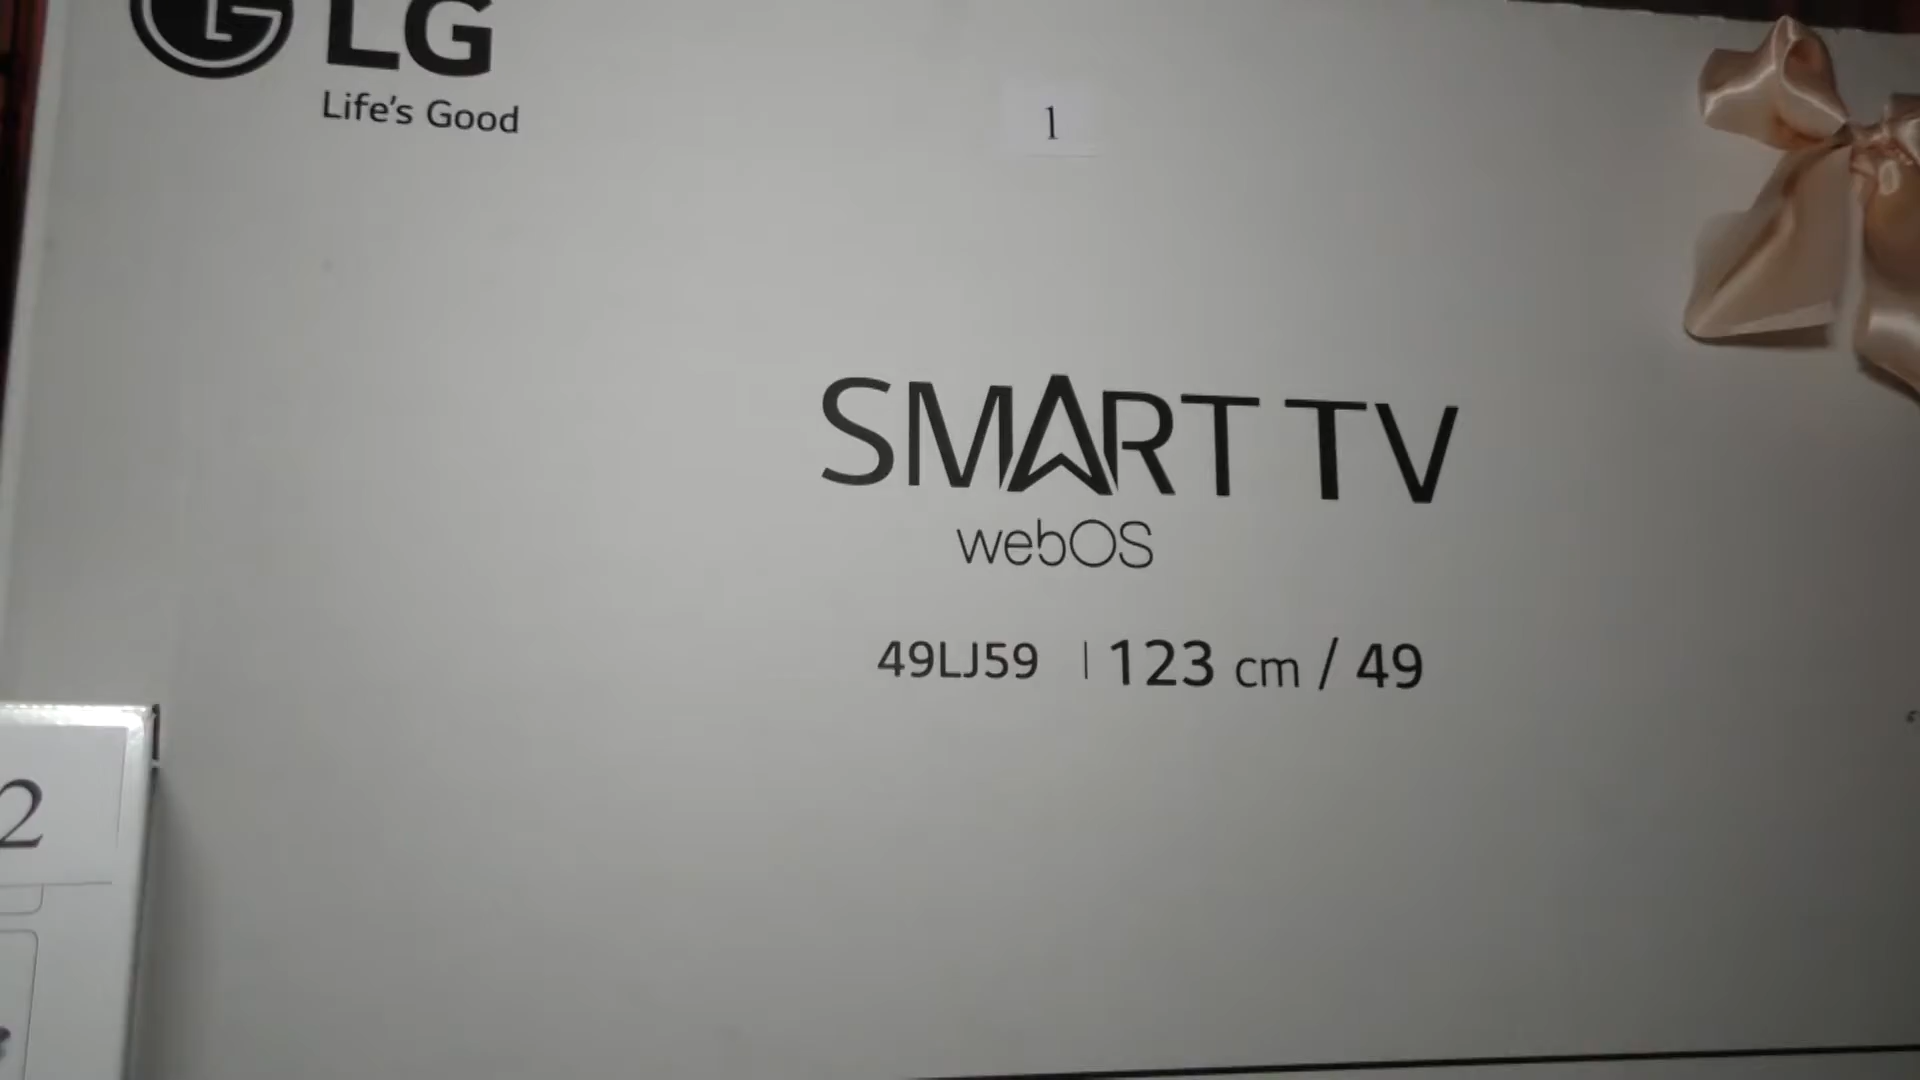 LG
Life's Good
1
SMART TV
webOS
49LJ59 | 123 cm / 49
2